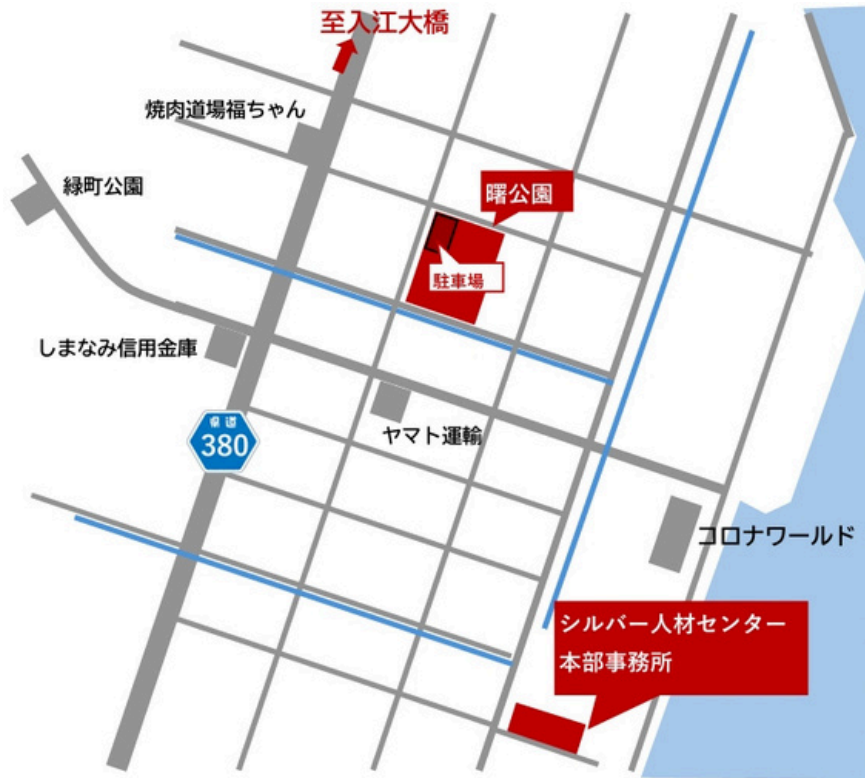 至入江大橋
焼肉道場福ちゃん
緑町公園
曙公園
駐車場
しまなみ信用金庫
県道
380
ヤマト運輸
コロナワールド
シルバー人材センター
本部事務所